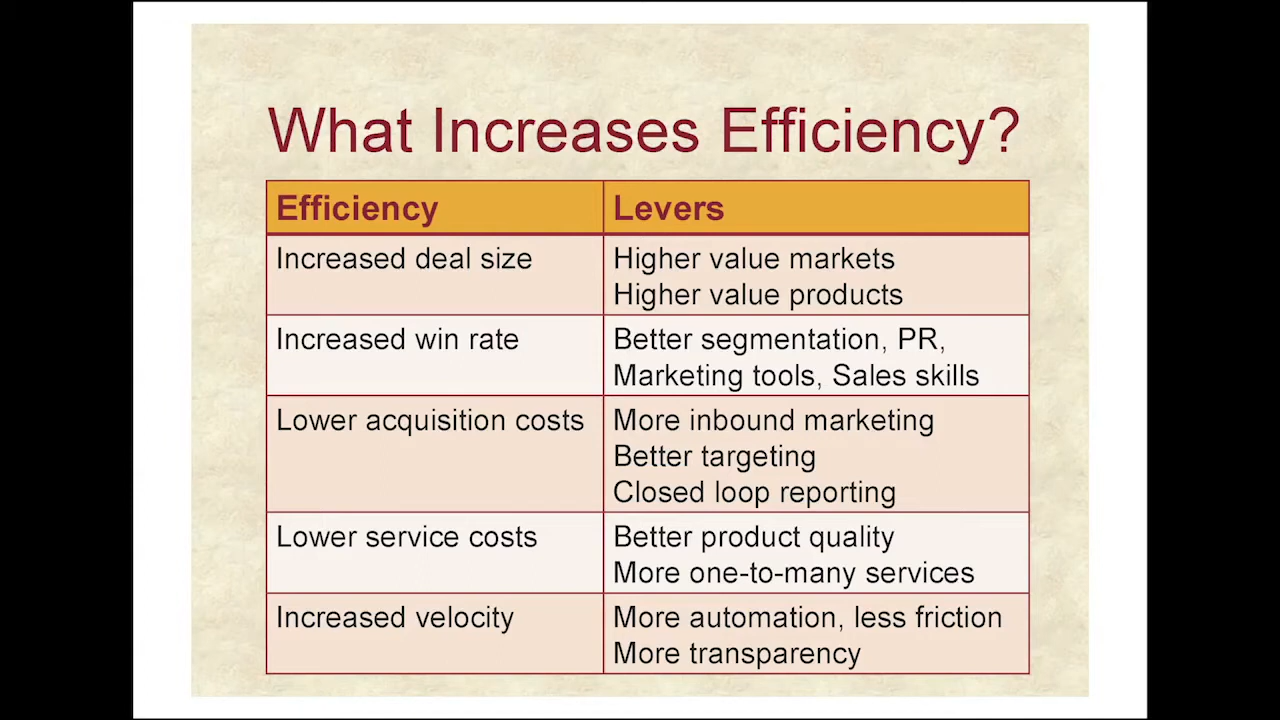 What Increases Efficiency?
Efficiency
Levers
Increased deal size
Higher value markets
Higher value products
Increased win rate
Better segmentation, PR,
Marketing tools, Sales skills
Lower acquisition costs
More inbound marketing
Better targeting
Closed loop reporting
Lower service costs
Better product quality
More one-to-many services
Increased velocity
More automation, less friction
More transparency